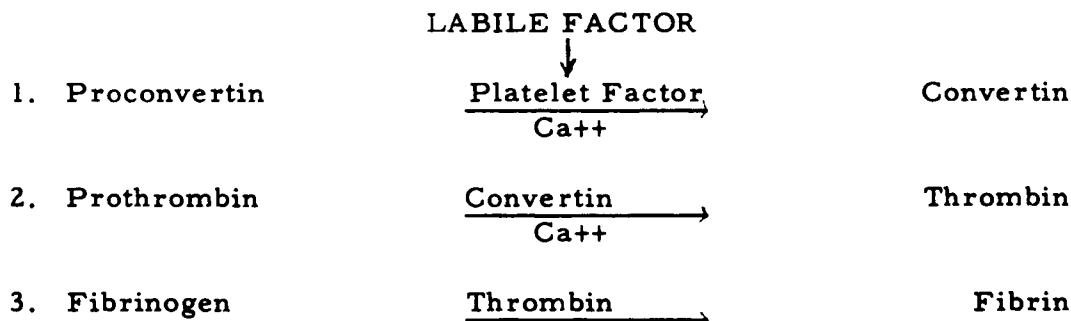 LABILE FACTOR
1. Proconvertin Platelet Factor Convertin
Ca++
2. Prothrombin Convertin Thrombin
Ca++
3. Fibrinogen Thrombin Fibrin